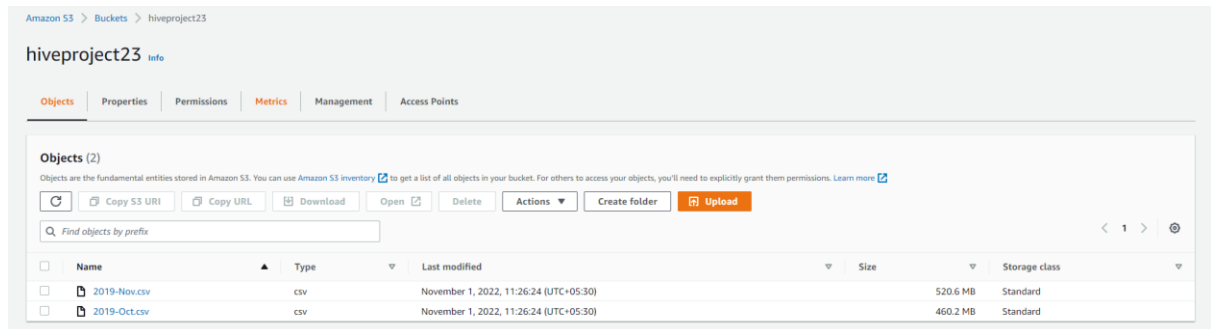 Amazon S3 > Buckets > hiveproject23
hiveproject23 Info
Objects Properties Permissions Metrics Management Access Points
Objects (2)
Objects are the fundamental entities stored in Amazon S3. You can use Amazon S3 inventory to get a list of all objects in your bucket. For others to access your objects, you'll need to explicitly grant them permissions. Learn more
Copy S3 URI Copy URL Download Open Delete Actions Create folder Upload
Find objects by prefix < 1 >
Name Type Last modified Size Storage class
2019-Nov.csv csv November 1, 2022, 11:26:24 (UTC+05:30) 520.6 MB Standard
2019-Oct.csv csv November 1, 2022, 11:26:24 (UTC+05:30) 460.2 MB Standard